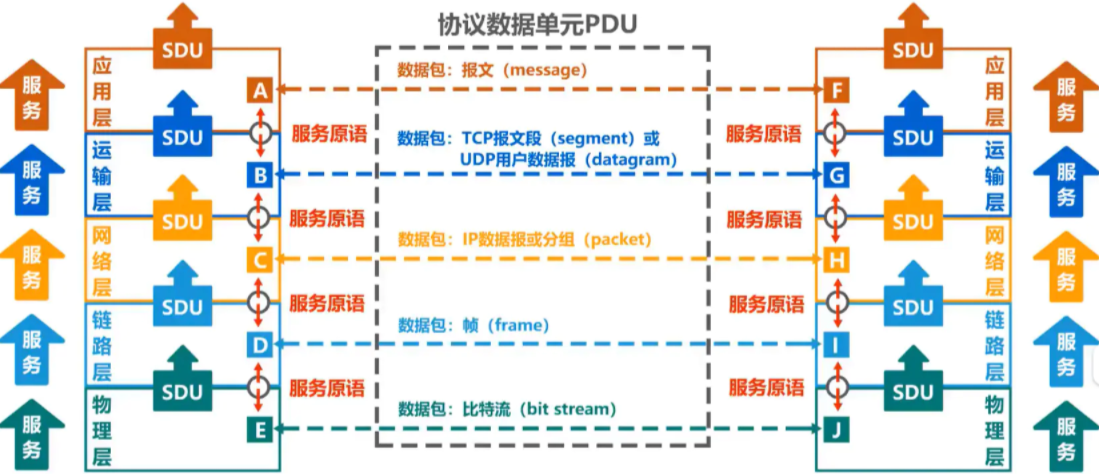 协议数据单元PDU
SDU
SDU
服务
应用层
A
数据包：报文（message）
F
应用层
服务
服务原语
服务原语
SDU
SDU
服务
运输层
B
数据包：TCP报文段（segment）或
UDP用户数据报（datagram）
G
运输层
服务
服务原语
服务原语
SDU
SDU
服务
网络层
C
数据包：IP数据报或分组（packet）
H
网络层
服务
服务原语
服务原语
SDU
SDU
服务
链路层
D
数据包：帧（frame）
I
链路层
服务
服务原语
服务原语
SDU
SDU
服务
物理层
E
数据包：比特流（bit stream）
J
物理层
服务